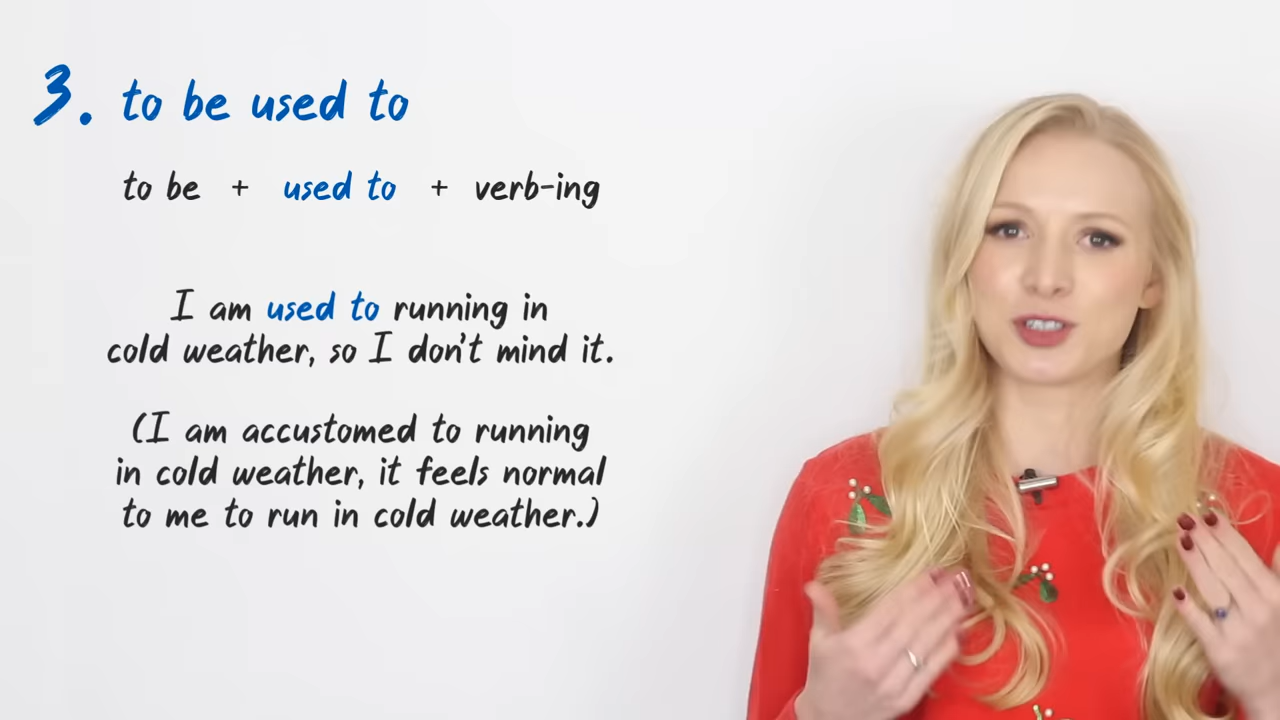 3. to be used to
to be + used to + verb-ing
I am used to running in
cold weather, so I don't mind it.
(I am accustomed to running
in cold weather, it feels normal
to me to run in cold weather.)